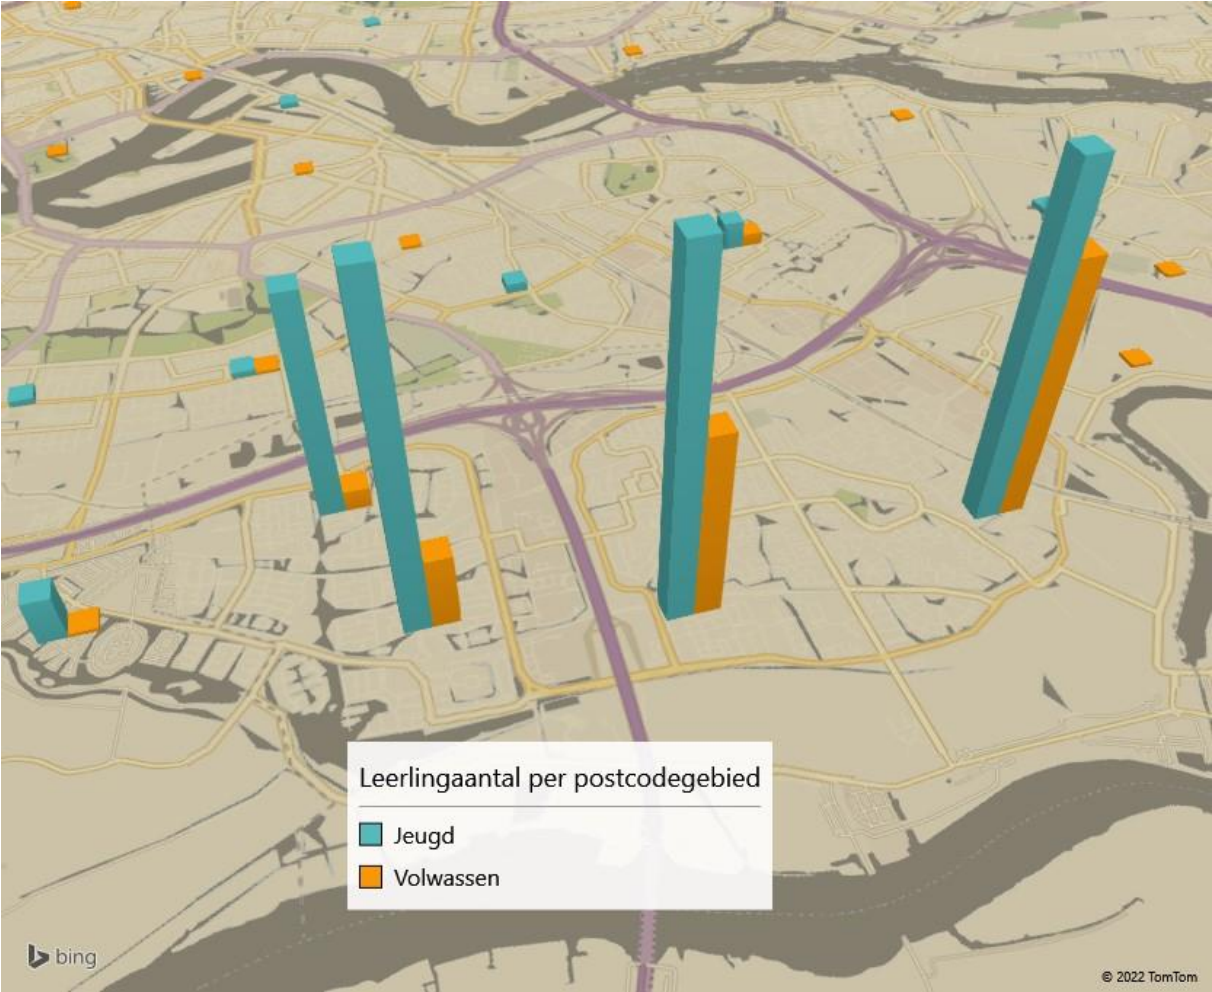 Leerlingaantal per postcodegebied
Jeugd
Volwassen
bing
© 2022 TomTom